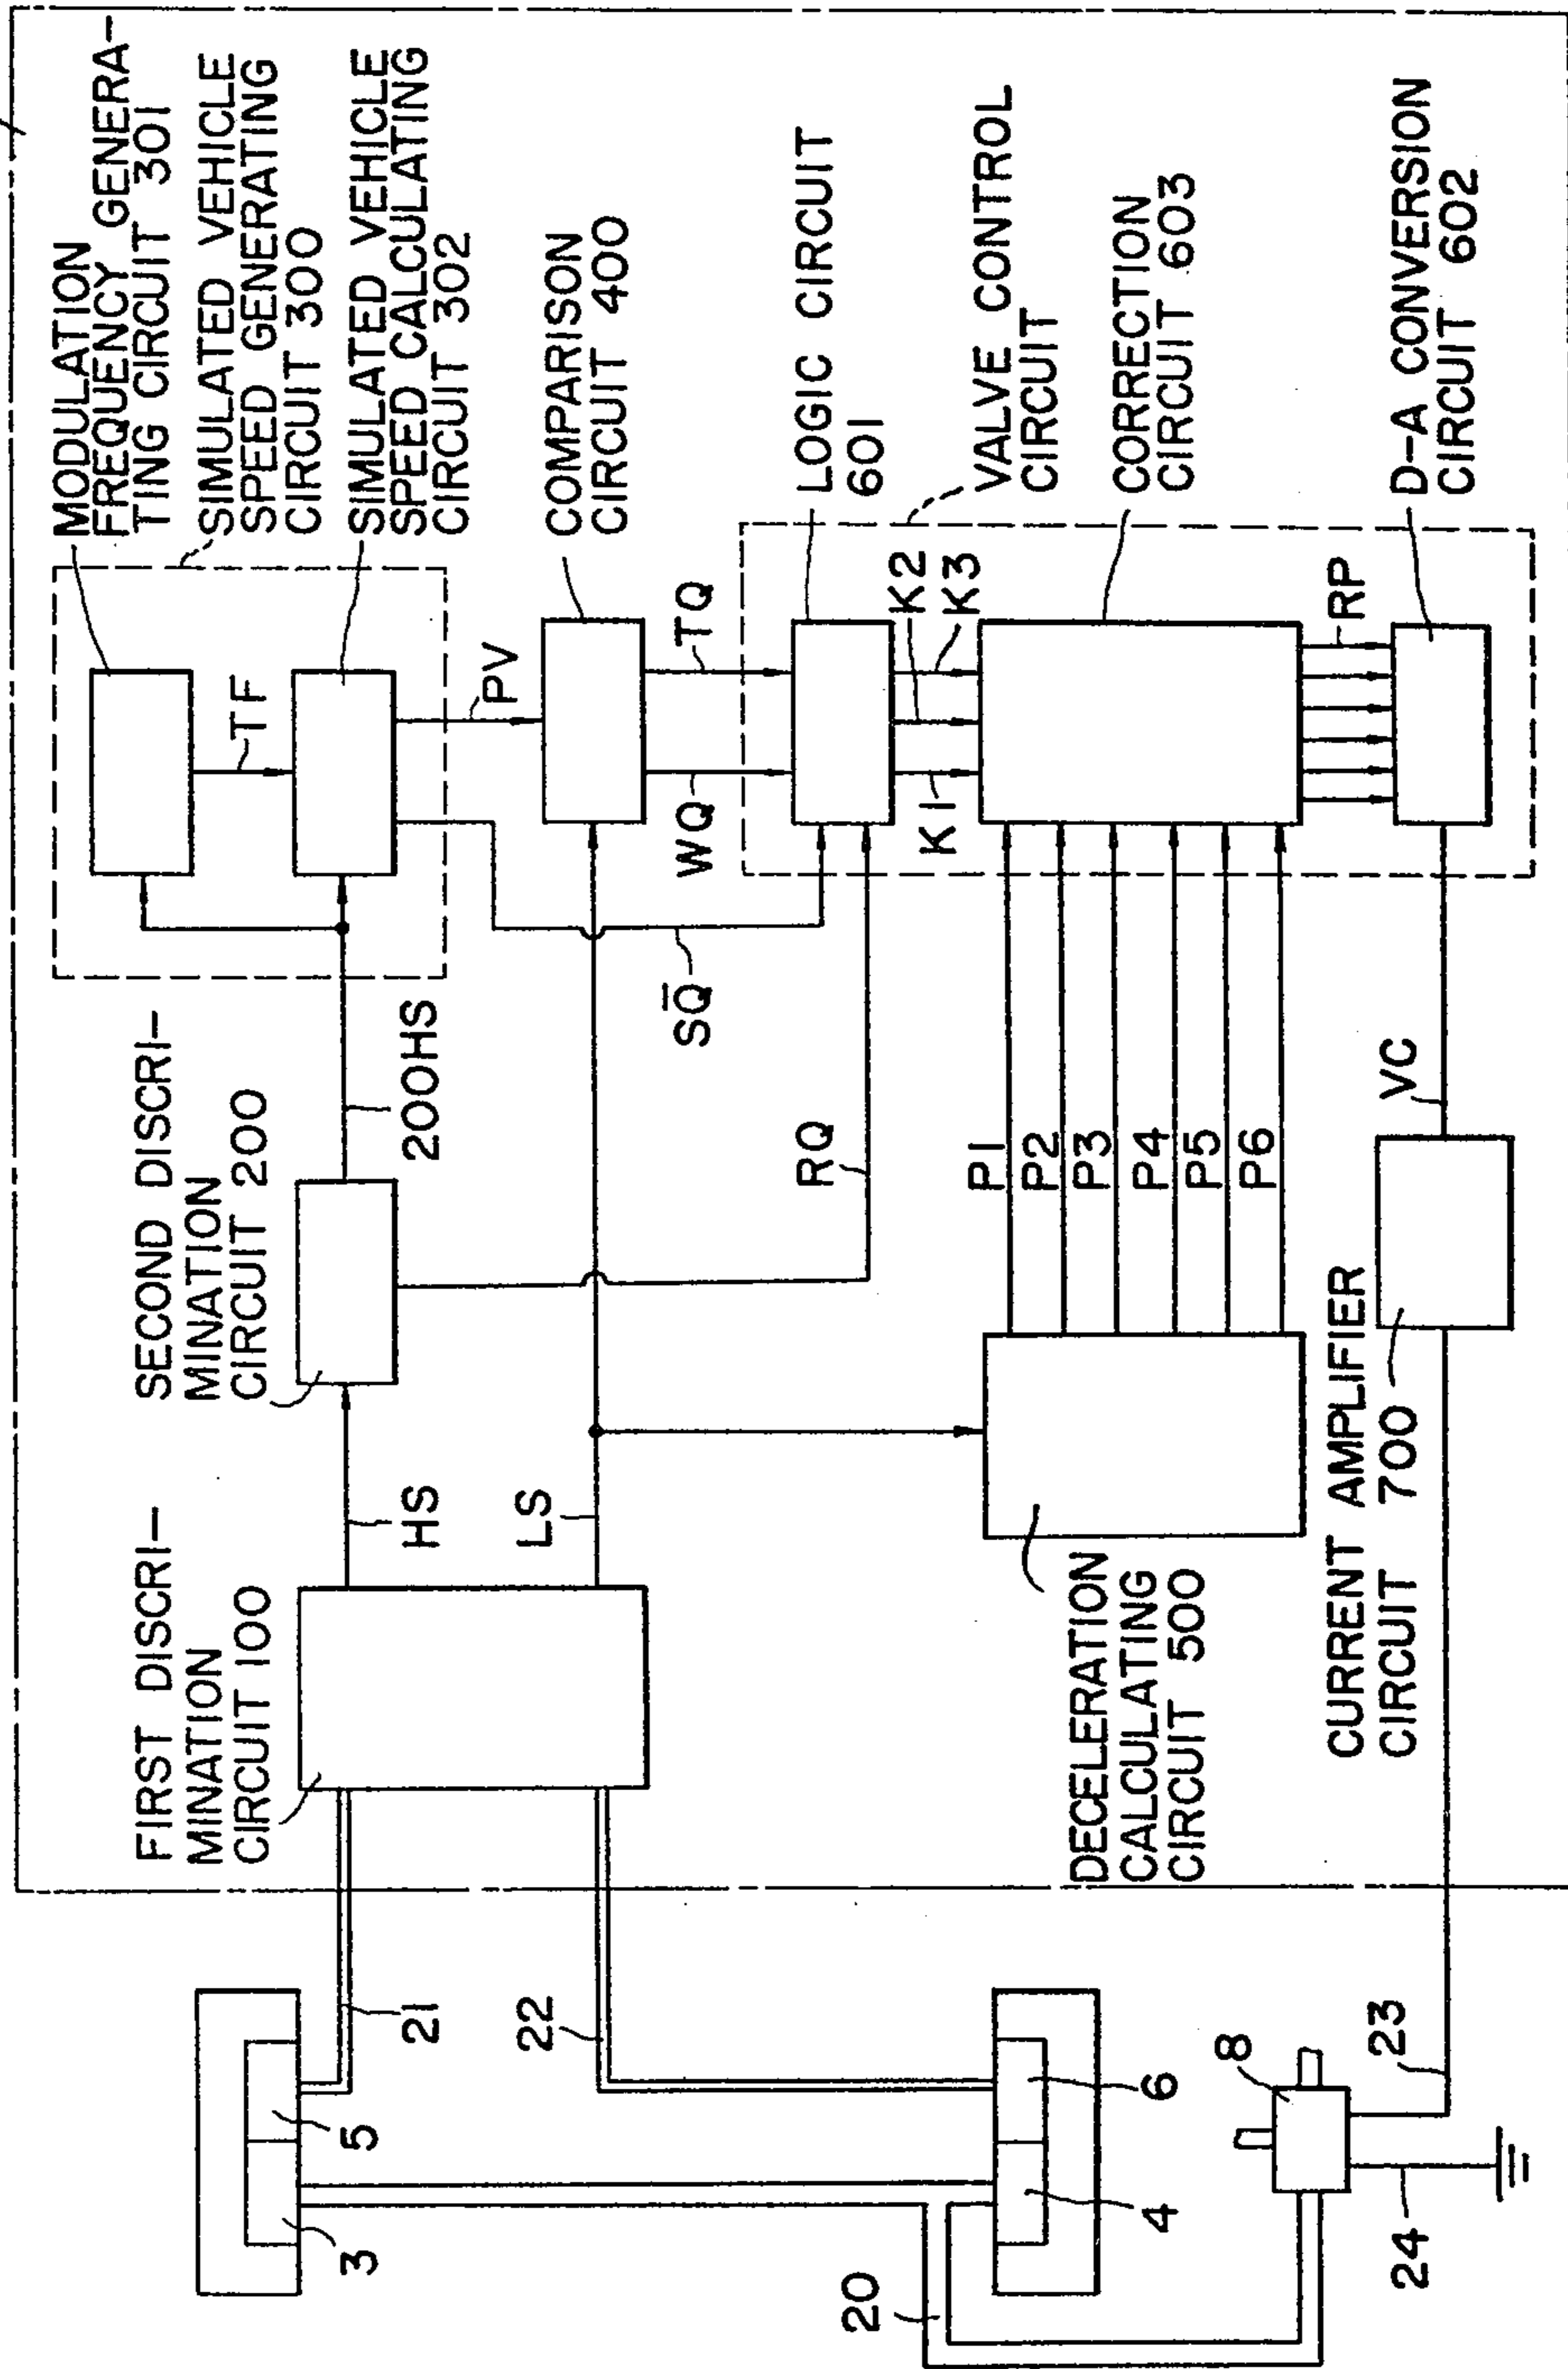 MODULATION
FREQUENCY GENERA-
TING CIRCUIT 301
SIMULATED VEHICLE
SPEED GENERATING
CIRCUIT 300
SIMULATED VEHICLE
SPEED CALCULATING
CIRCUIT 302
COMPARISON
CIRCUIT 400
LOGIC CIRCUIT
601
VALVE CONTROL
CIRCUIT
CORRECTION
CIRCUIT 603
D-A CONVERSION
CIRCUIT 602
SECOND DISCRI-
MINATION
CIRCUIT 200
FIRST DISCRI-
MINATION
CIRCUIT 100
DECELERATION
CALCULATING
CIRCUIT 500
CURRENT AMPLIFIER
CIRCUIT 700
TF
PV
TQ
WQ
K1
K2
K3
RP
200HS
SQ̅
RQ
HS
LS
P1
P2
P3
P4
P5
P6
VC
21
22
5
3
6
4
8
20
23
24